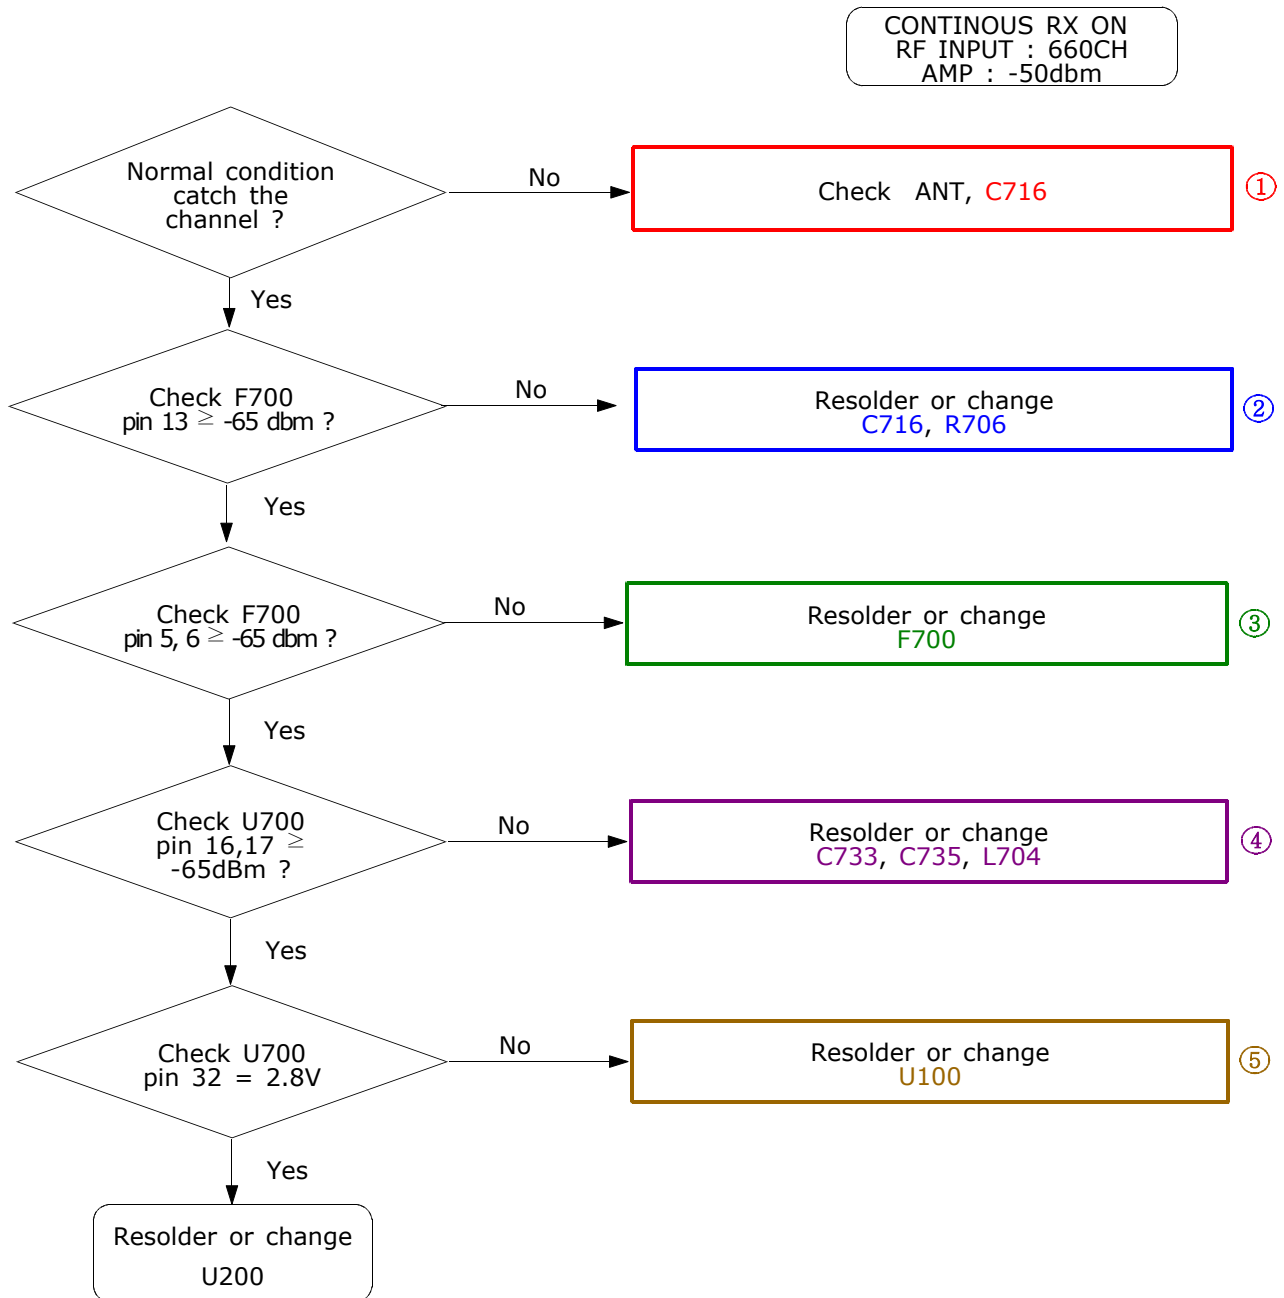 CONTINOUS RX ON
RF INPUT : 660CH
AMP : -50dbm
Normal condition
catch the
channel ?
No
Check ANT, C716
①
Yes
Check F700
pin 13 ≥ -65 dbm ?
No
Resolder or change
C716, R706
②
Yes
Check F700
pin 5, 6 ≥ -65 dbm ?
No
Resolder or change
F700
③
Yes
Check U700
pin 16,17 ≥
-65dBm ?
No
Resolder or change
C733, C735, L704
④
Yes
Check U700
pin 32 = 2.8V
No
Resolder or change
U100
⑤
Yes
Resolder or change
U200